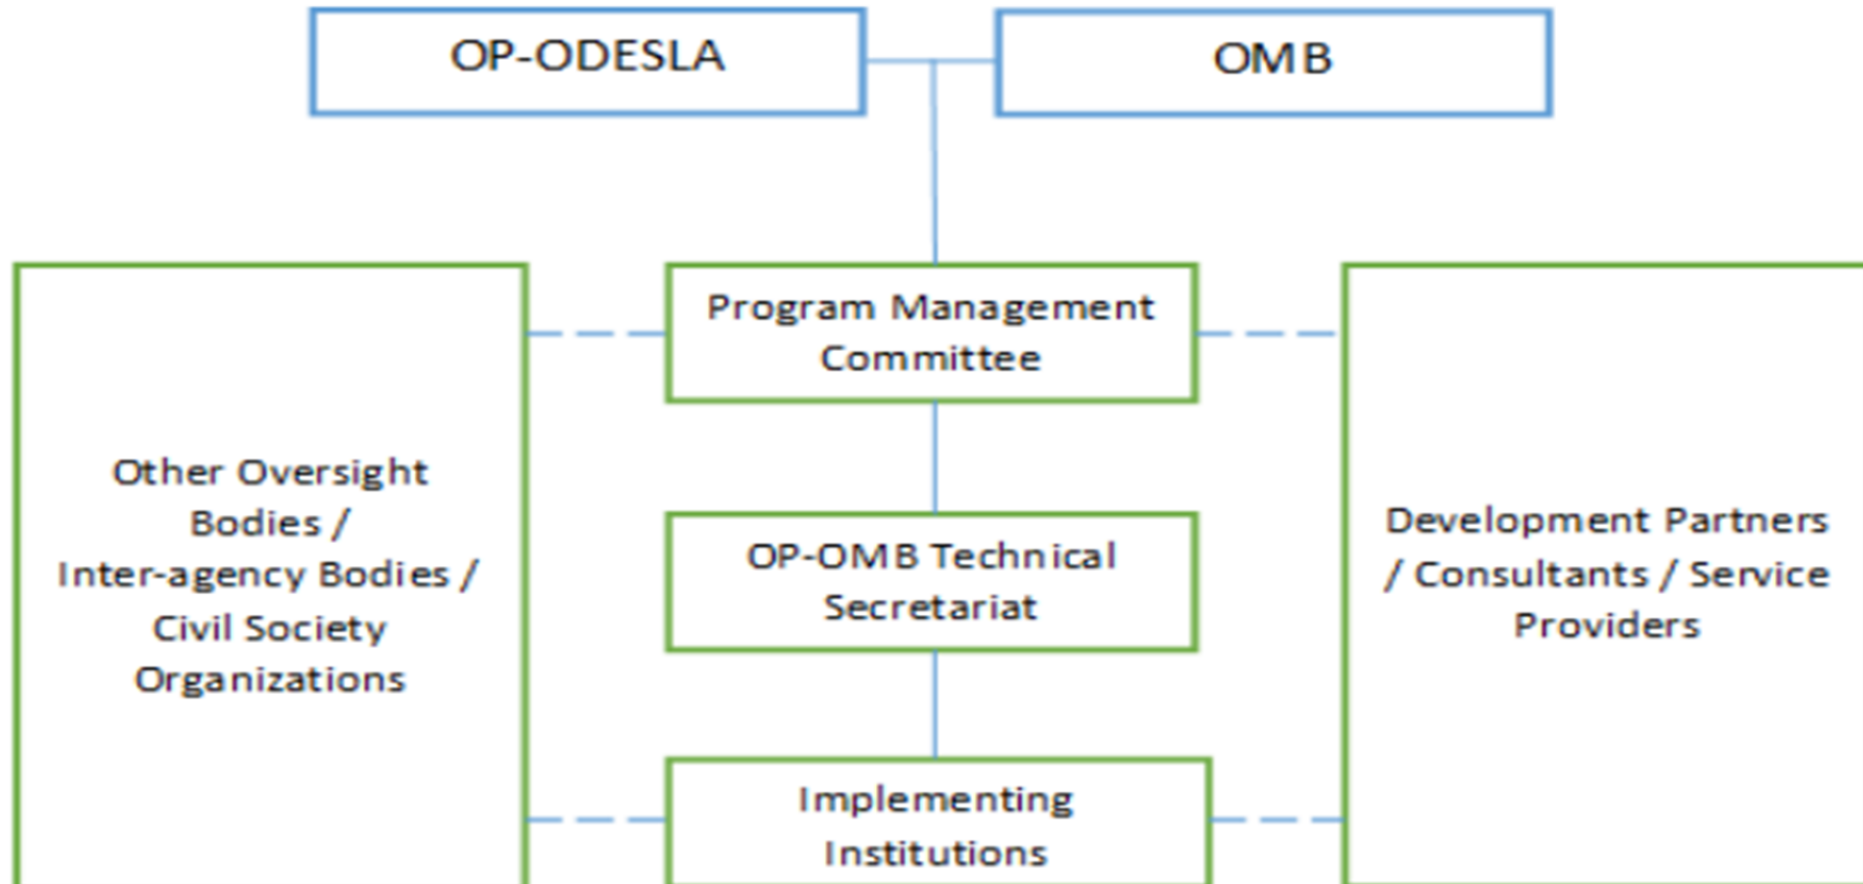 OP-ODESLA
OMB
Program Management
Committee
Other Oversight
Bodies /
Inter-agency Bodies /
Civil Society
Organizations
OP-OMB Technical
Secretariat
Development Partners
/ Consultants / Service
Providers
Implementing
Institutions